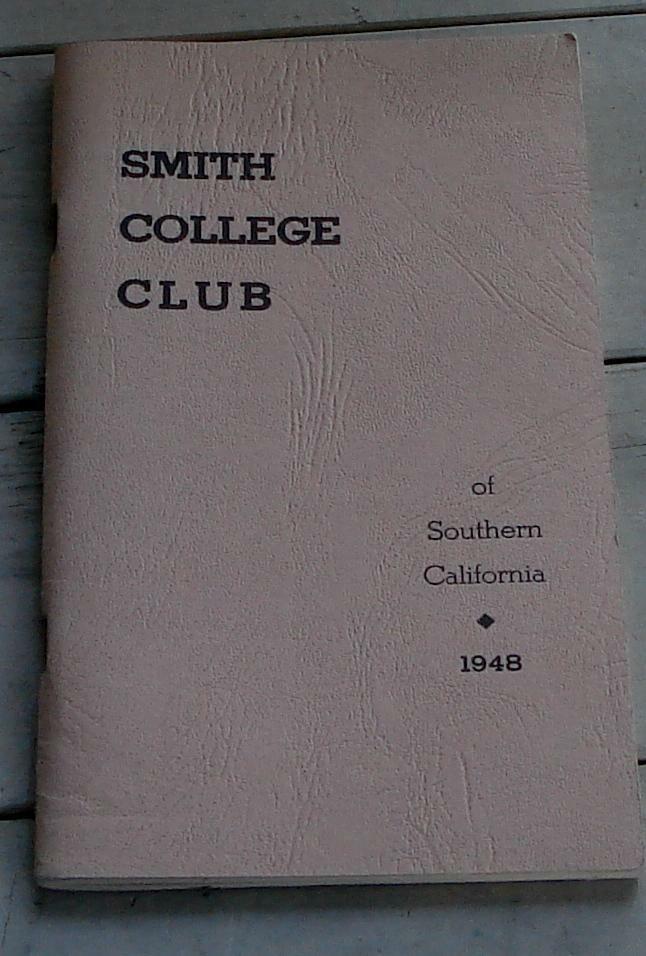 SMITH
COLLEGE
CLUB
of
Southern
California
◆
1948